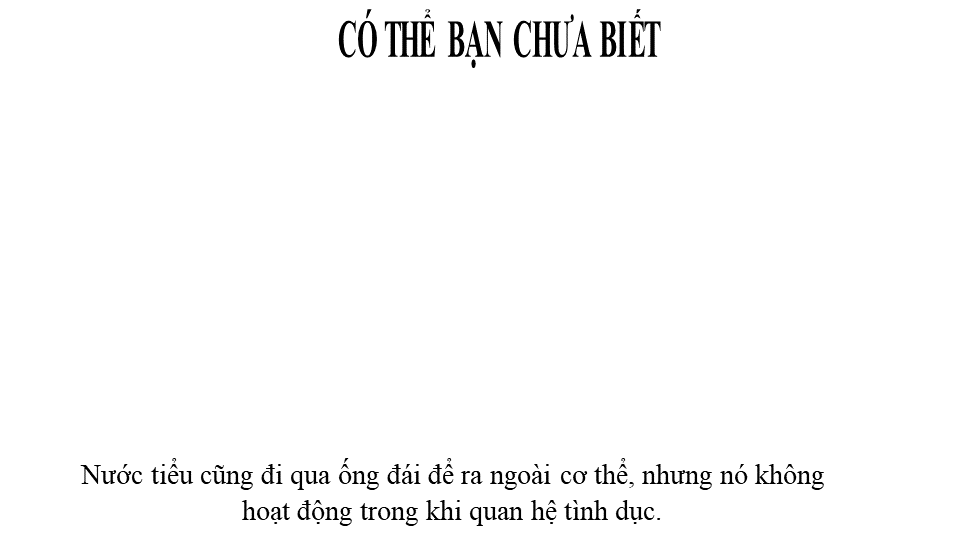 CÓ THỂ BẠN CHƯA BIẾT
Nước tiểu cũng đi qua ống đái để ra ngoài cơ thể, nhưng nó không
hoạt động trong khi quan hệ tình dục.